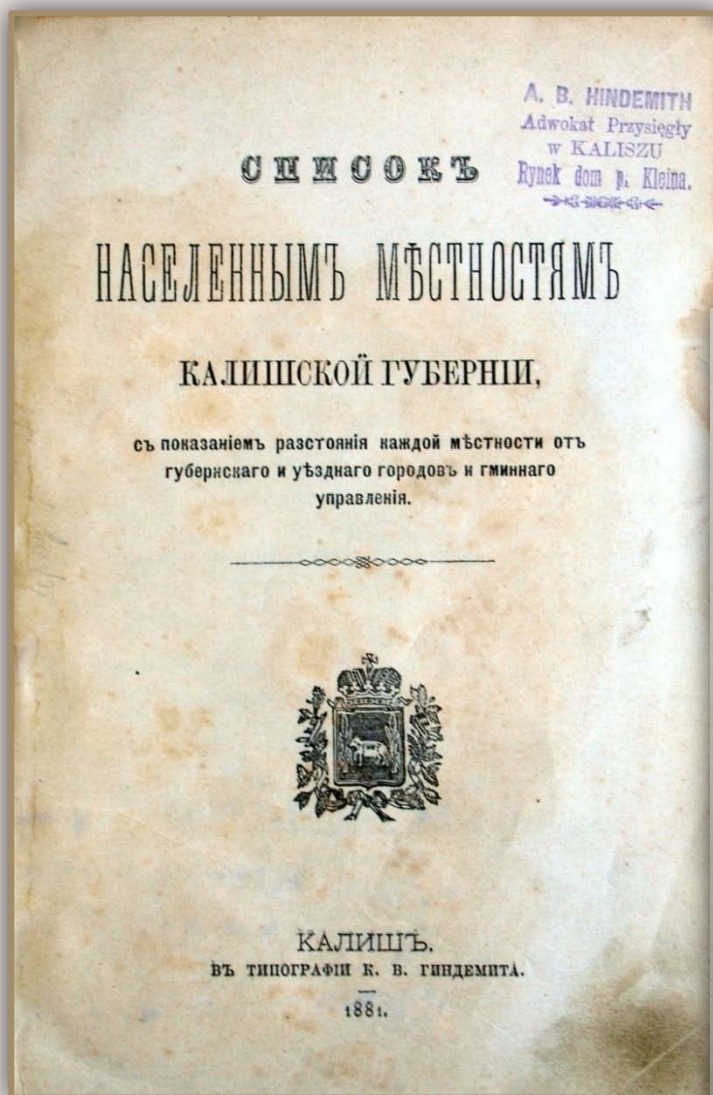 A. B. HINDEMITH
Adwokat Przysięgły
w KALISZU
Rynek dom p. Kleina.
СПИСОКЪ
НАСЕЛЕННЫМЪ МѢСТНОСТЯМЪ
КАЛИШСКОЙ ГУБЕРНІИ,
съ показаніемъ разстоянія каждой мѣстности отъ
губернскаго и уѣзднаго городовъ и гминнаго
управленія.
КАЛИШЪ.
ВЪ ТИПОГРАФІИ К. В. ГИНДЕМИТА.
1881.